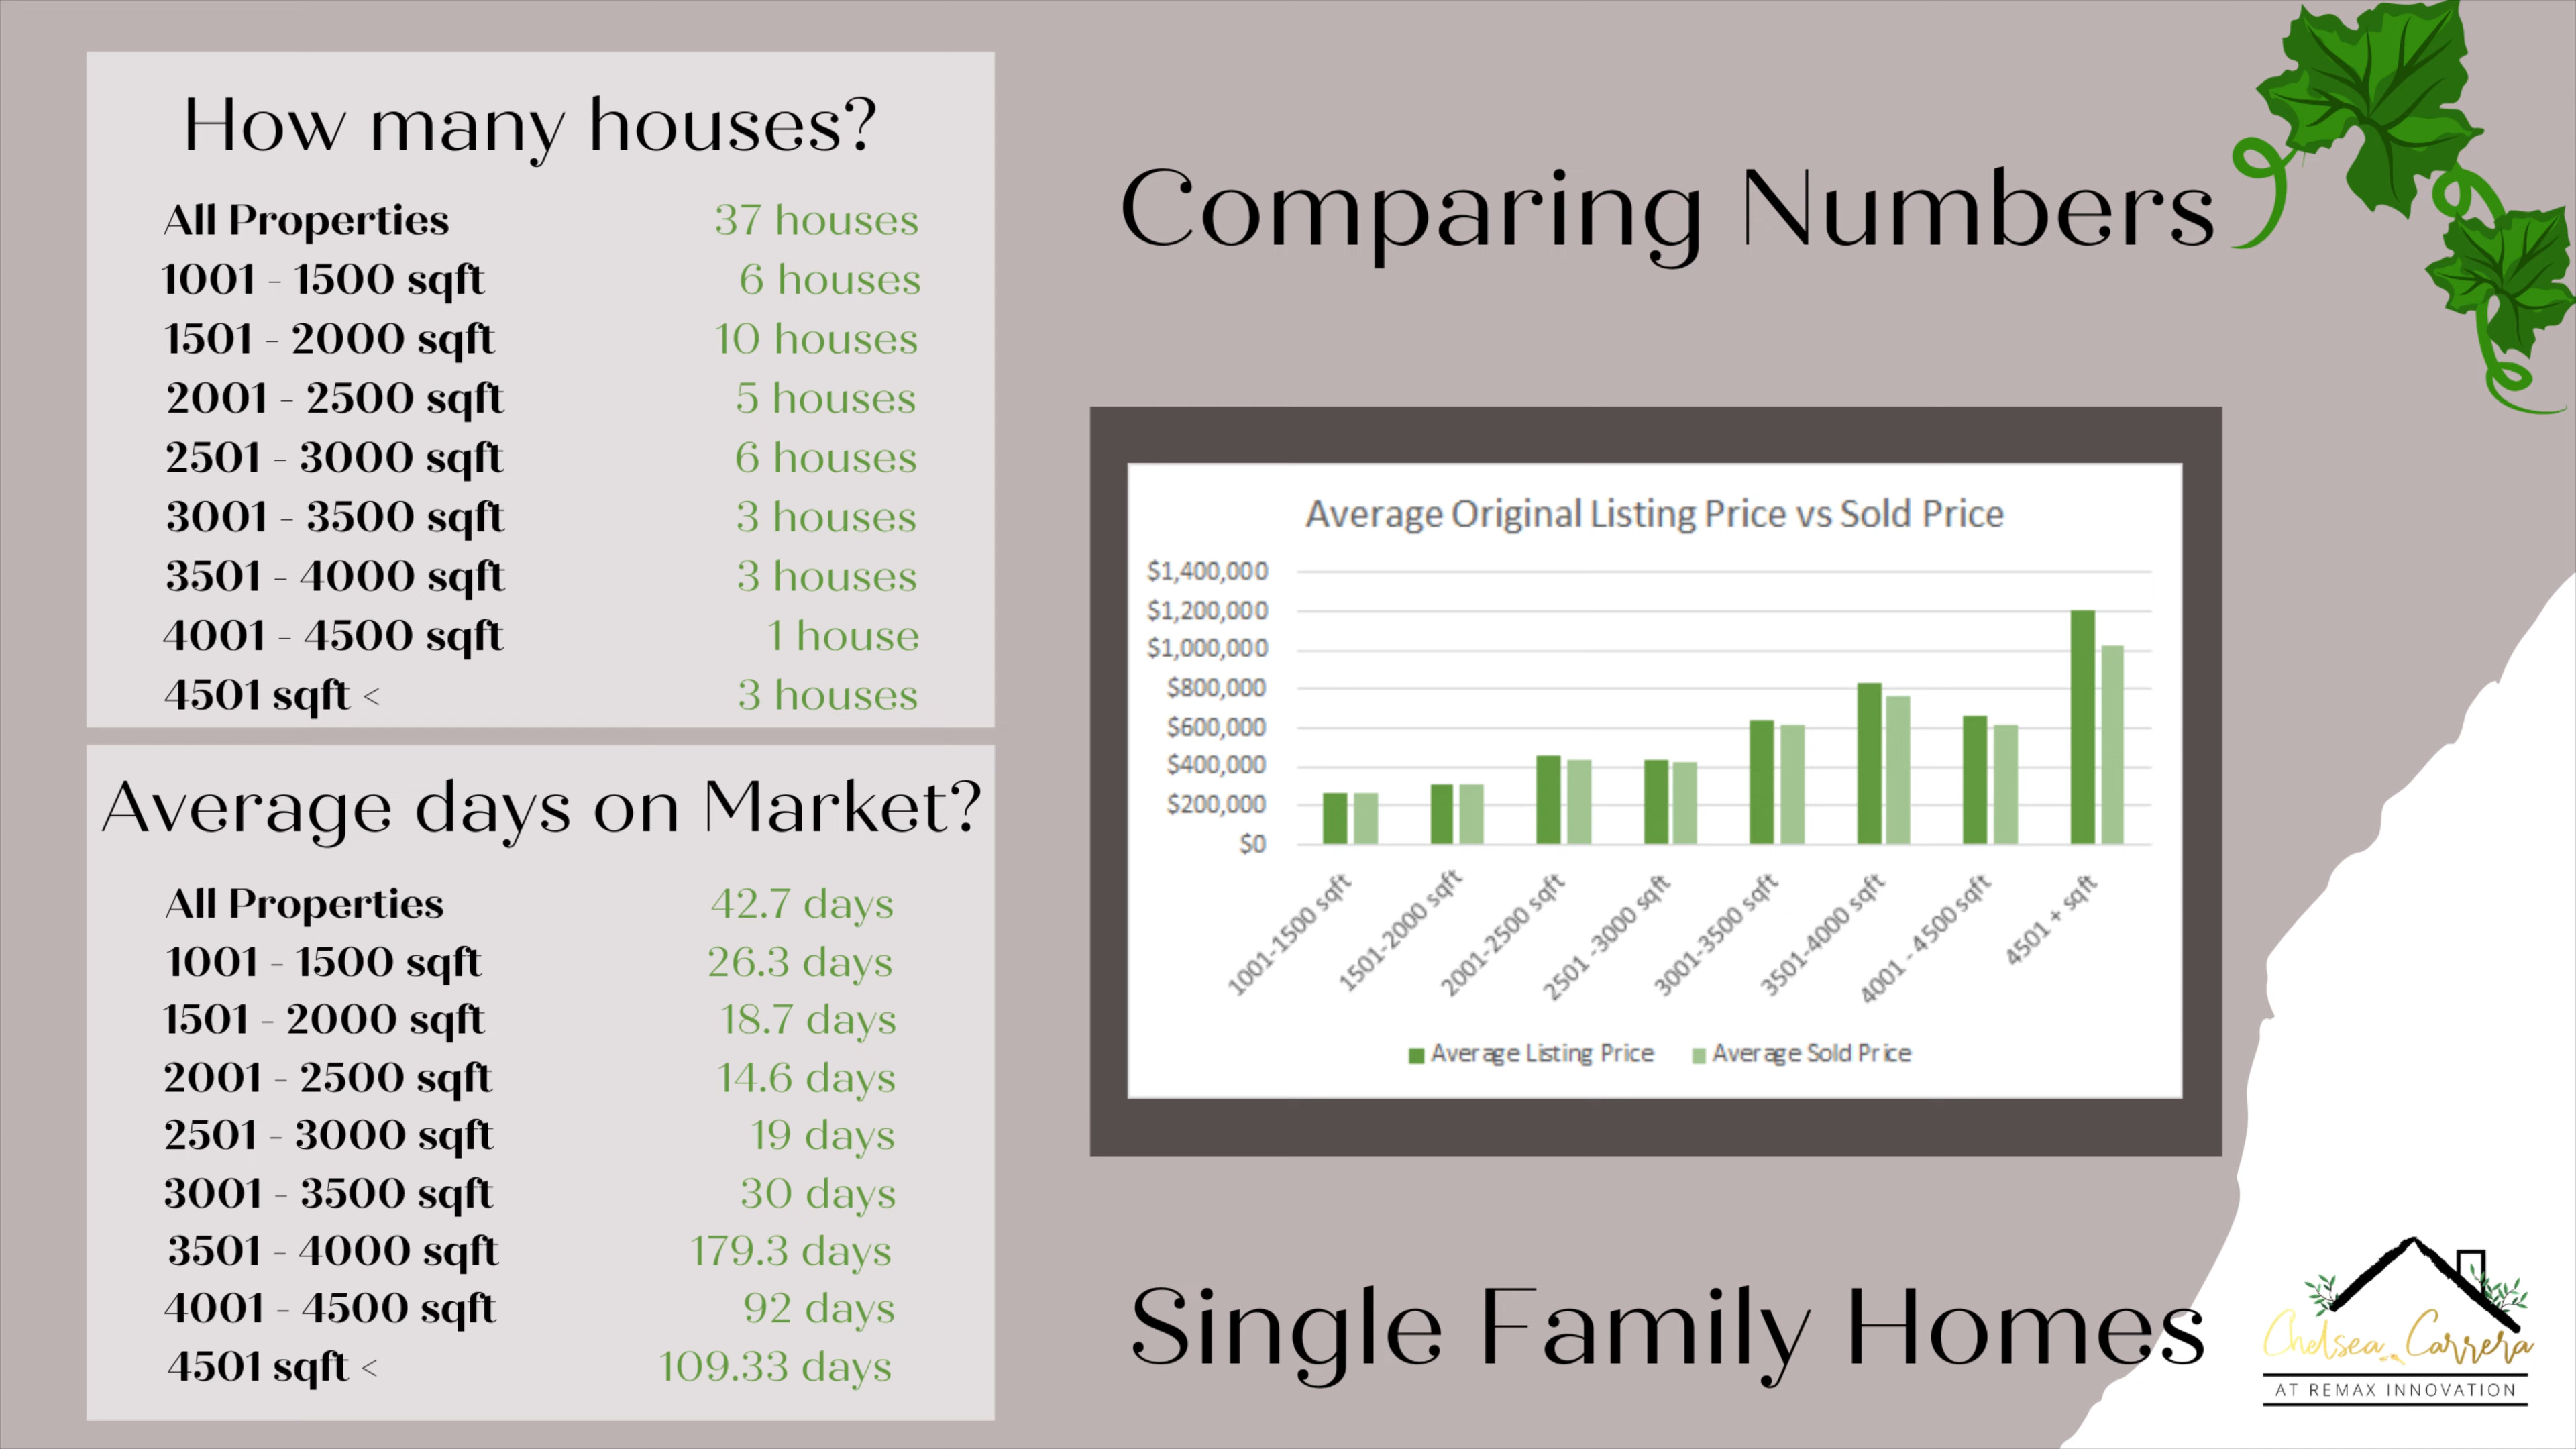 How many houses?
All Properties 37 houses
1001 - 1500 sqft 6 houses
1501 - 2000 sqft 10 houses
2001 - 2500 sqft 5 houses
2501 - 3000 sqft 6 houses
3001 - 3500 sqft 3 houses
3501 - 4000 sqft 3 houses
4001 - 4500 sqft 1 house
4501 sqft < 3 houses
Average days on Market?
All Properties 42.7 days
1001 - 1500 sqft 26.3 days
1501 - 2000 sqft 18.7 days
2001 - 2500 sqft 14.6 days
2501 - 3000 sqft 19 days
3001 - 3500 sqft 30 days
3501 - 4000 sqft 179.3 days
4001 - 4500 sqft 92 days
4501 sqft < 109.33 days
Comparing Numbers
Average Original Listing Price vs Sold Price
$1,400,000
$1,200,000
$1,000,000
$800,000
$600,000
$400,000
$200,000
$0
1001-1500 sqft
1501-2000 sqft
2001-2500 sqft
2501 -3000 sqft
3001-3500 sqft
3501-4000 sqft
4001 - 4500 sqft
4501 + sqft
Average Listing Price Average Sold Price
Single Family Homes
Chelsea Carrera
AT REMAX INNOVATION